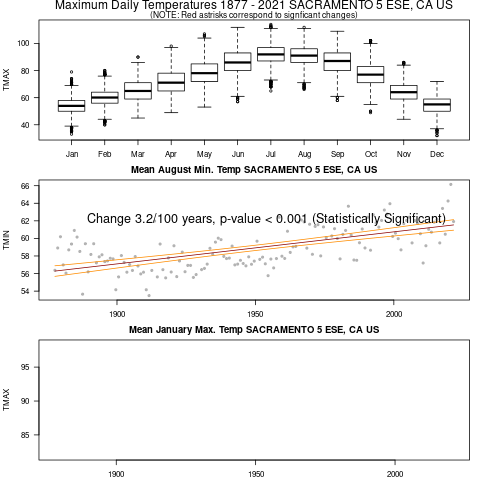 Maximum Daily Temperatures 1877 - 2021 SACRAMENTO 5 ESE, CA US
(NOTE: Red astrisks correspond to signficant changes)
TMAX
100
80
60
40
Jan Feb Mar Apr May Jun Jul Aug Sep Oct Nov Dec
Mean August Min. Temp SACRAMENTO 5 ESE, CA US
TMIN
66
64
62
60
58
56
54
Change 3.2/100 years, p-value < 0.001 (Statistically Significant)
1900 1950 2000
Mean January Max. Temp SACRAMENTO 5 ESE, CA US
TMAX
95
90
85
1900 1950 2000